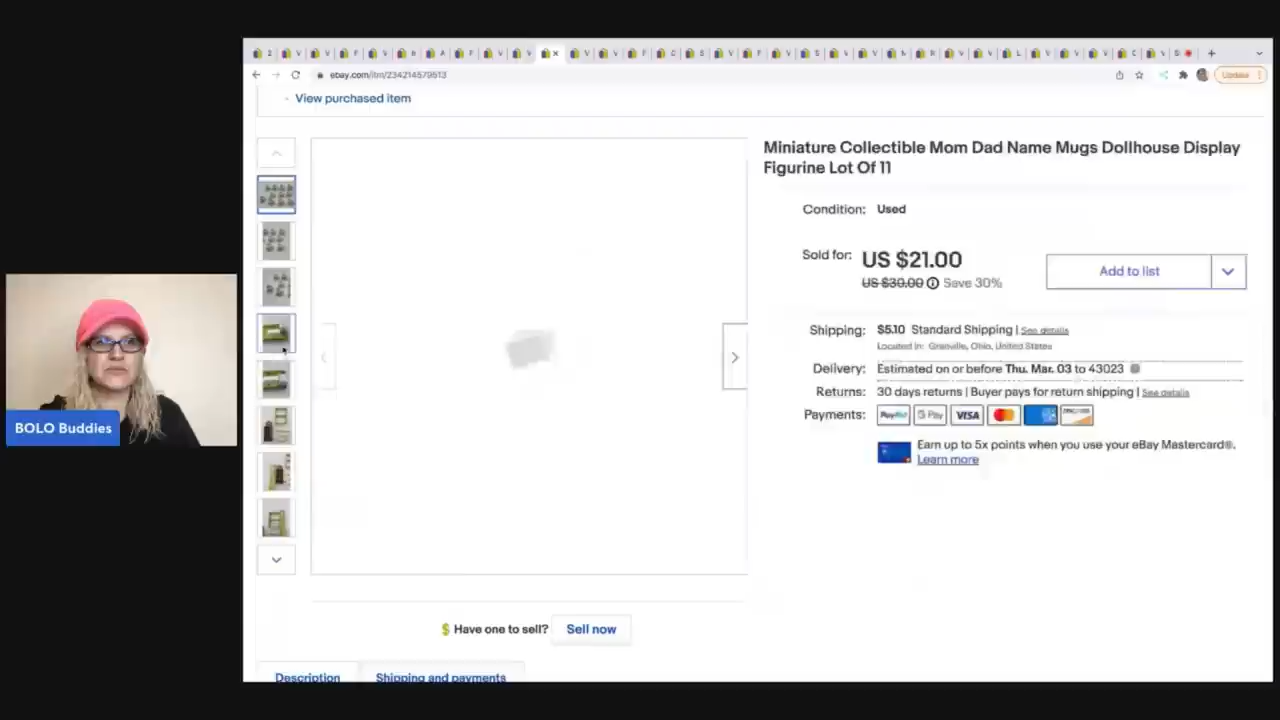 ebay.com/itm/234214579513
Update
View purchased item
Miniature Collectible Mom Dad Name Mugs Dollhouse Display
Figurine Lot Of 11
Condition: Used
Sold for: US $21.00
US $30.00 Save 30%
Add to list
Shipping: $5.10 Standard Shipping | See details
Located in: Granville, Ohio, United States
Delivery: Estimated on or before Thu. Mar. 03 to 43023
Returns: 30 days returns | Buyer pays for return shipping | See details
Payments: PayPal G Pay VISA
Earn up to 5x points when you use your eBay Mastercard®.
Learn more
BOLO Buddies
$ Have one to sell? Sell now
Description Shipping and payments